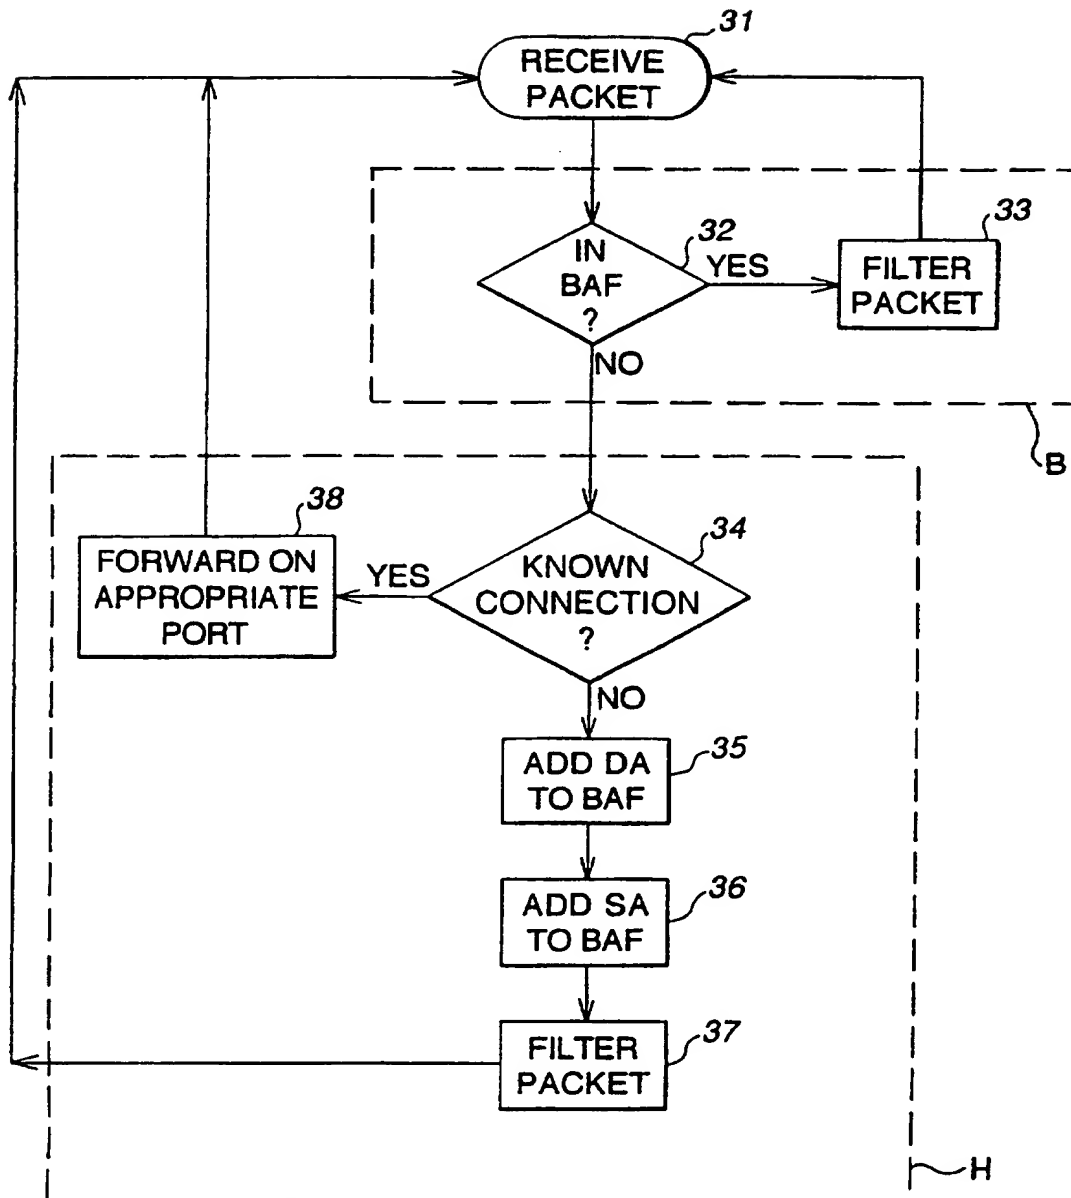 31
RECEIVE
PACKET
32
33
IN
BAF
?
YES
FILTER
PACKET
NO
B
38
34
FORWARD ON
APPROPRIATE
PORT
YES
KNOWN
CONNECTION
?
NO
35
ADD DA
TO BAF
36
ADD SA
TO BAF
37
FILTER
PACKET
H